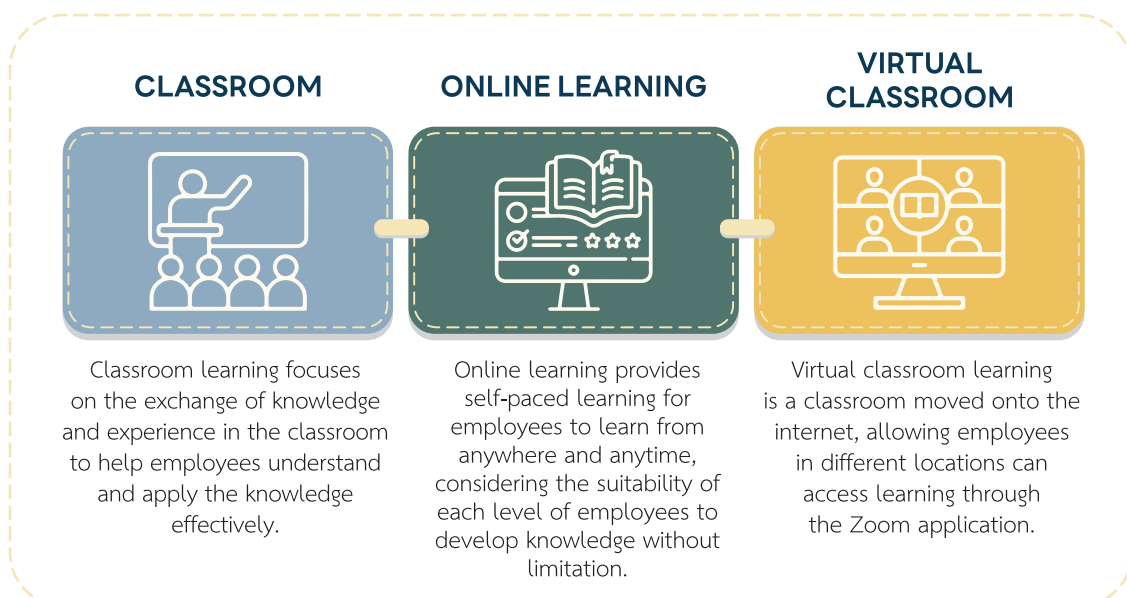 CLASSROOM
Classroom learning focuses
on the exchange of knowledge
and experience in the classroom
to help employees understand
and apply the knowledge
effectively.
ONLINE LEARNING
Online learning provides
self-paced learning for
employees to learn from
anywhere and anytime,
considering the suitability of
each level of employees to
develop knowledge without
limitation.
VIRTUAL
CLASSROOM
Virtual classroom learning
is a classroom moved onto the
internet, allowing employees
in different locations can
access learning through
the Zoom application.